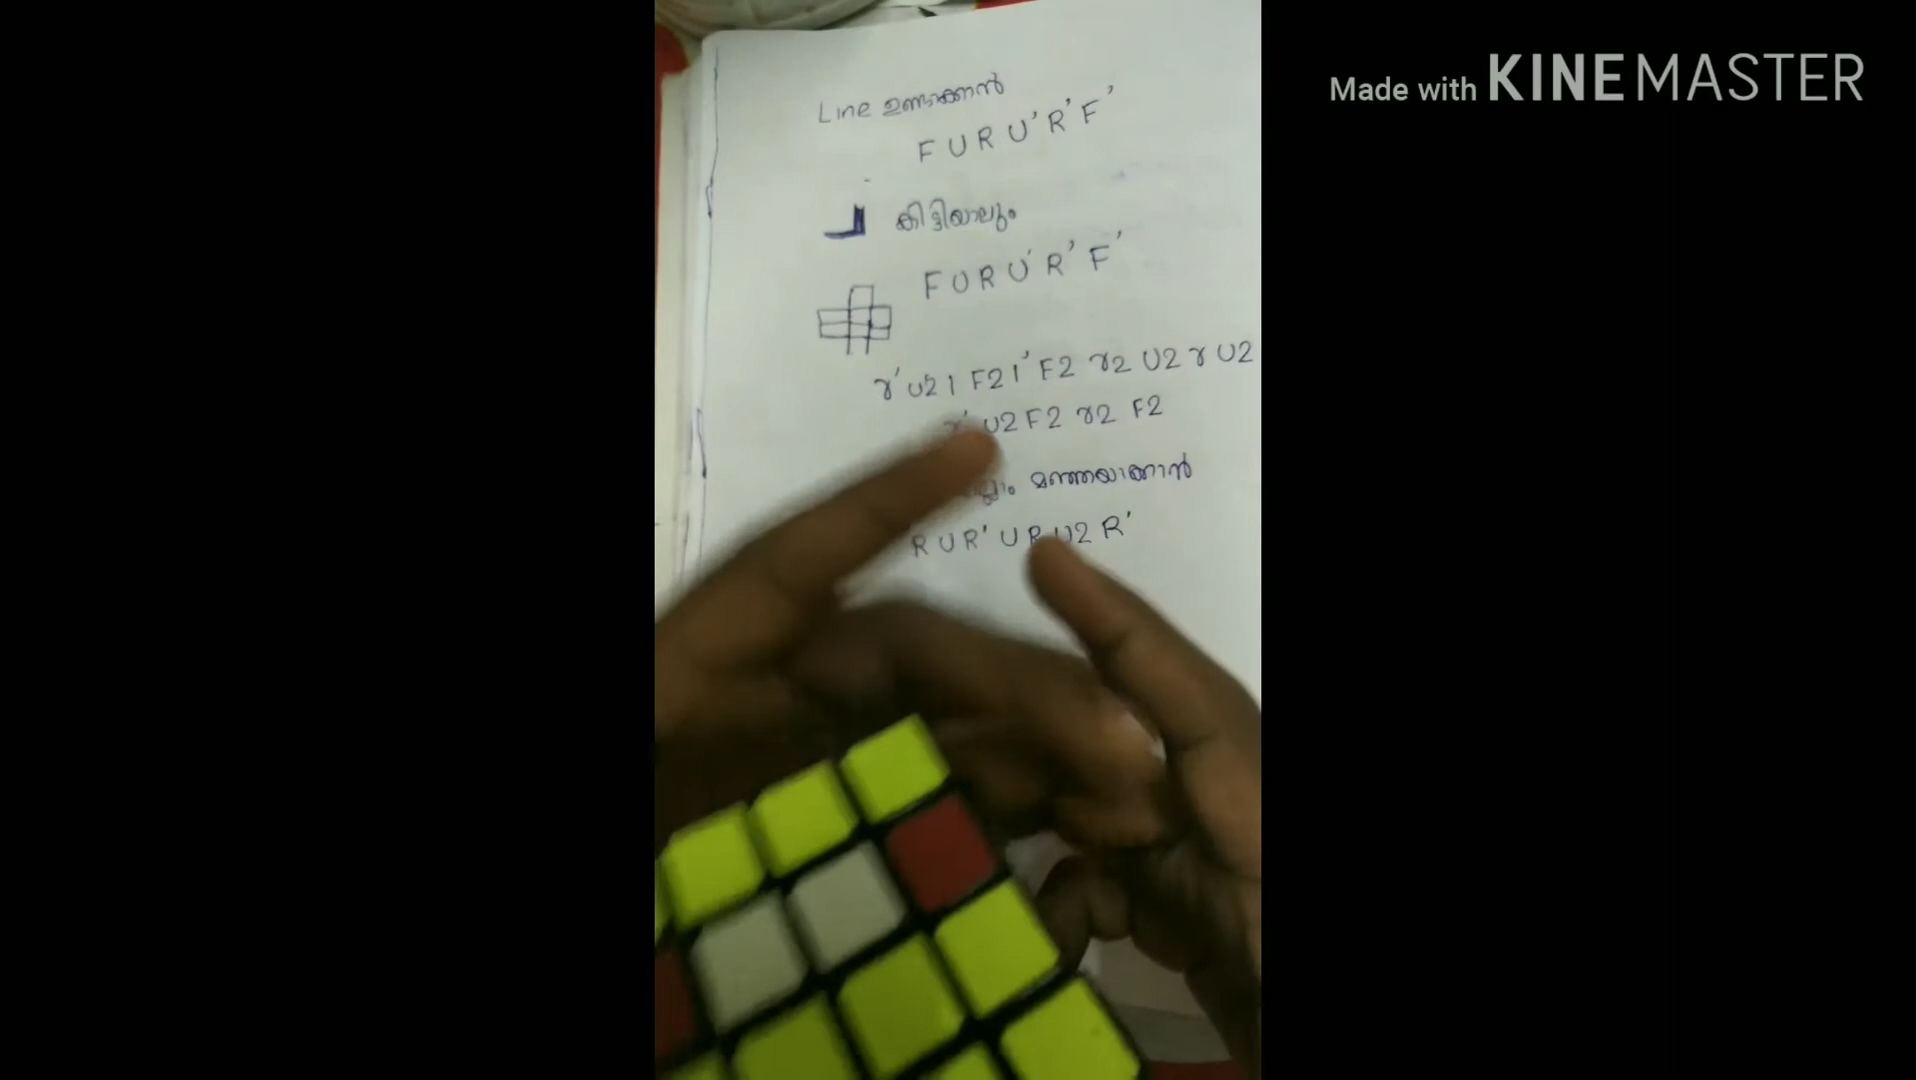 Made with KINEMASTER
Line ഉണ്ടാക്കാൻ
F U R U' R' F'
കിട്ടിയാലും
F U R U' R' F'
r' U2 l F2 l' F2 r2 U2 r U2
r' U2 F2 r2 F2
മഞ്ഞയാക്കാൻ
R U R' U R U2 R'